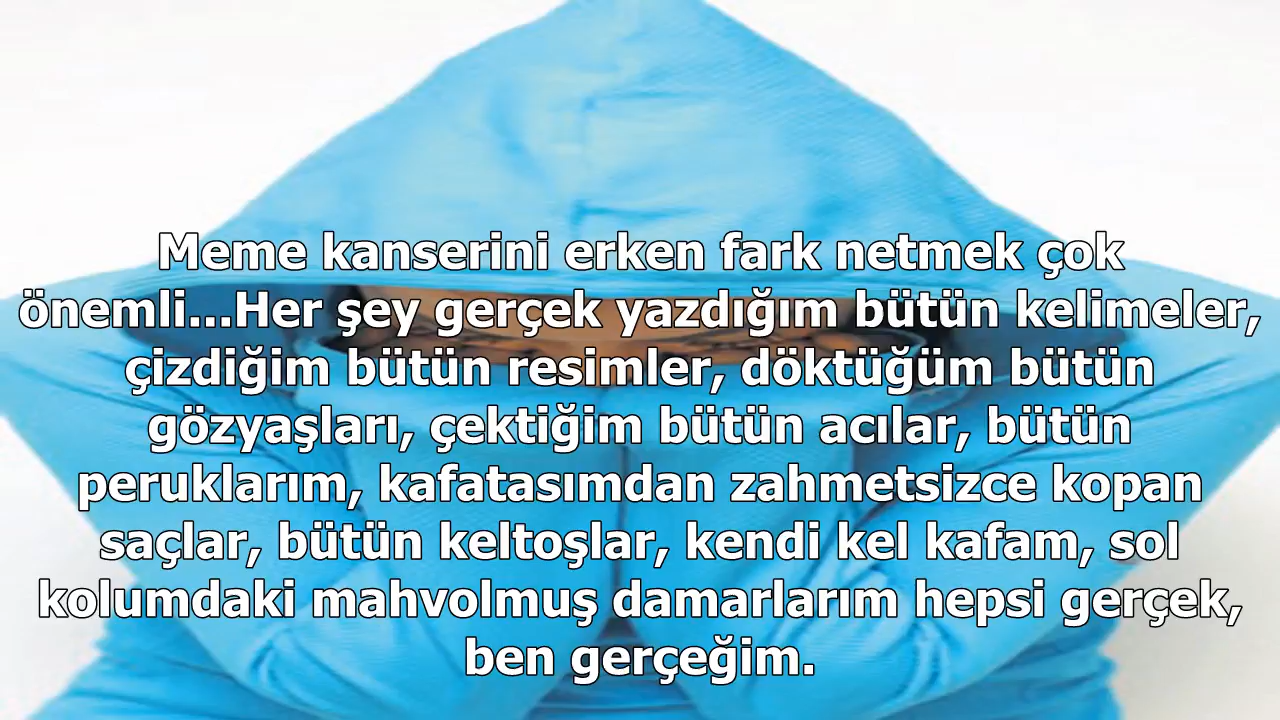 Meme kanserini erken fark netmek çok
önemli...Her şey gerçek yazdığım bütün kelimeler,
çizdiğim bütün resimler, döktüğüm bütün
gözyaşları, çektiğim bütün acılar, bütün
peruklarım, kafatasımdan zahmetsizce kopan
saçlar, bütün keltoşlar, kendi kel kafam, sol
kolumdaki mahvolmuş damarlarım hepsi gerçek,
ben gerçeğim.